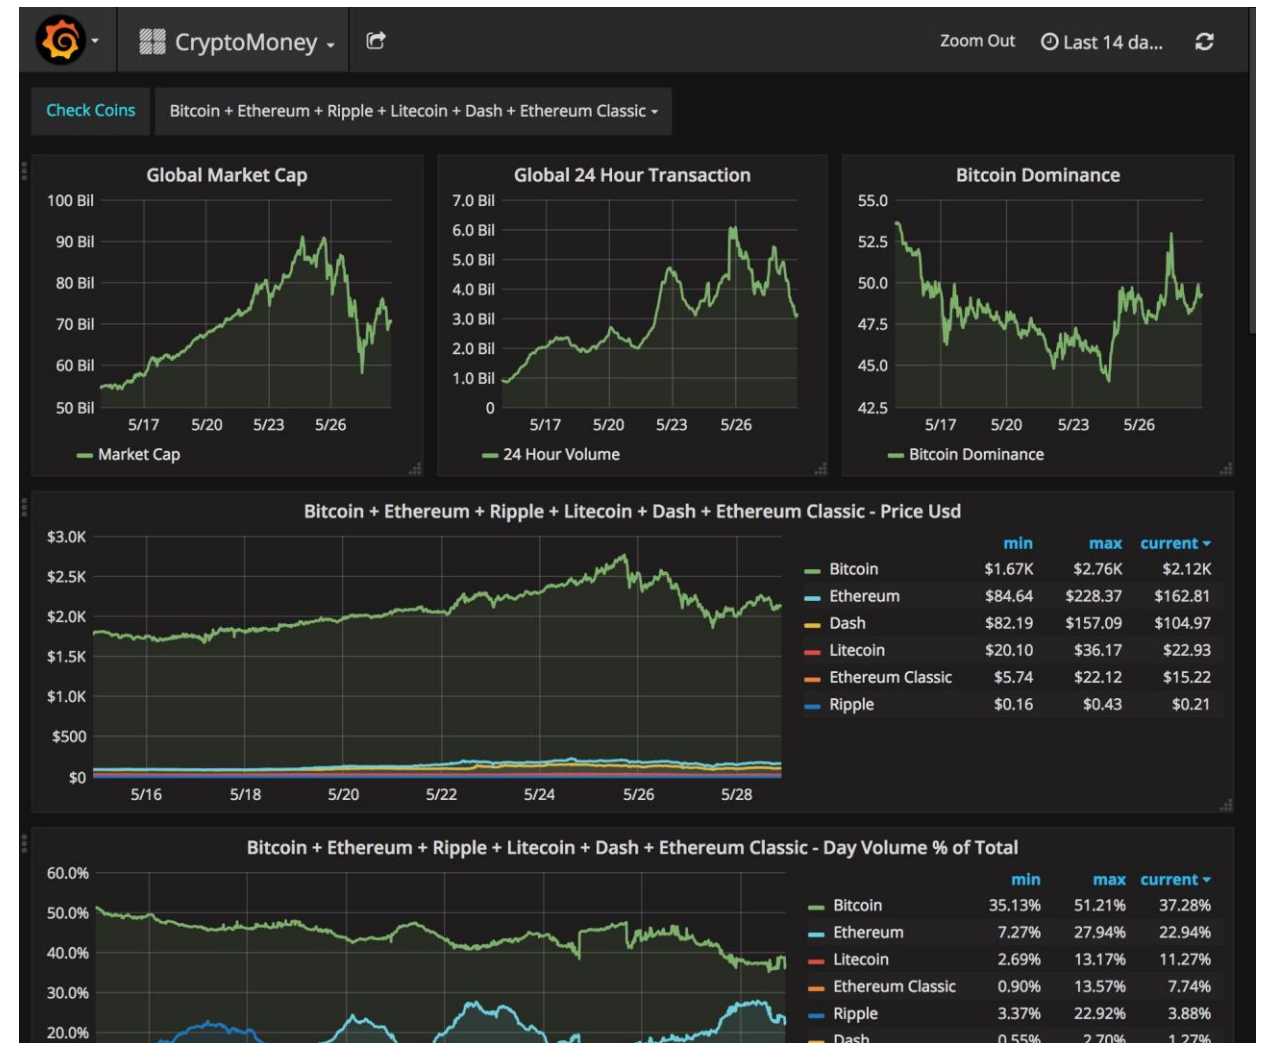 CryptoMoney
Zoom Out
Last 14 da...
Check Coins
Bitcoin + Ethereum + Ripple + Litecoin + Dash + Ethereum Classic
Global Market Cap
100 Bil
90 Bil
80 Bil
70 Bil
60 Bil
50 Bil
5/17 5/20 5/23 5/26
Market Cap
Global 24 Hour Transaction
7.0 Bil
6.0 Bil
5.0 Bil
4.0 Bil
3.0 Bil
2.0 Bil
1.0 Bil
0
5/17 5/20 5/23 5/26
24 Hour Volume
Bitcoin Dominance
55.0
52.5
50.0
47.5
45.0
42.5
5/17 5/20 5/23 5/26
Bitcoin Dominance
Bitcoin + Ethereum + Ripple + Litecoin + Dash + Ethereum Classic - Price Usd
$3.0K
$2.5K
$2.0K
$1.5K
$1.0K
$500
$0
5/16 5/18 5/20 5/22 5/24 5/26 5/28
min max current
Bitcoin $1.67K $2.76K $2.12K
Ethereum $84.64 $228.37 $162.81
Dash $82.19 $157.09 $104.97
Litecoin $20.10 $36.17 $22.93
Ethereum Classic $5.74 $22.12 $15.22
Ripple $0.16 $0.43 $0.21
Bitcoin + Ethereum + Ripple + Litecoin + Dash + Ethereum Classic - Day Volume % of Total
60.0%
50.0%
40.0%
30.0%
20.0%
min max current
Bitcoin 35.13% 51.21% 37.28%
Ethereum 7.27% 27.94% 22.94%
Litecoin 2.69% 13.17% 11.27%
Ethereum Classic 0.90% 13.57% 7.74%
Ripple 3.37% 22.92% 3.88%
Dash 0.55% 2.70% 1.27%